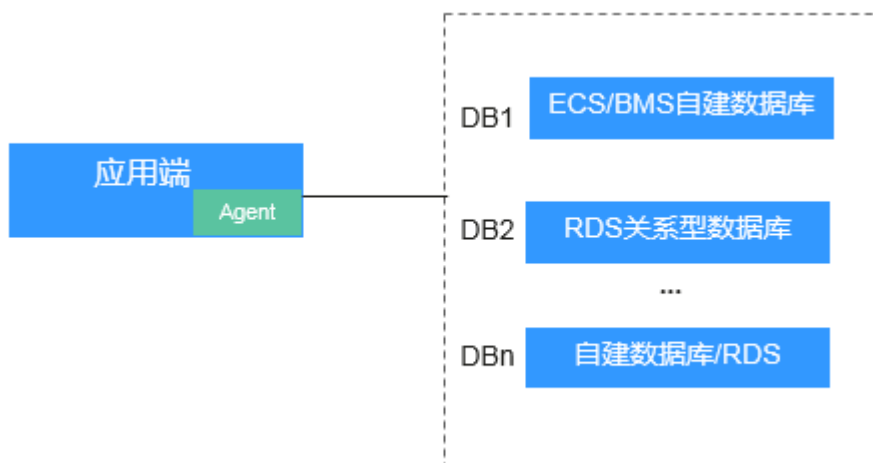 应用端
Agent
DB1
ECS/BMS自建数据库
DB2
RDS关系型数据库
...
DBn
自建数据库/RDS